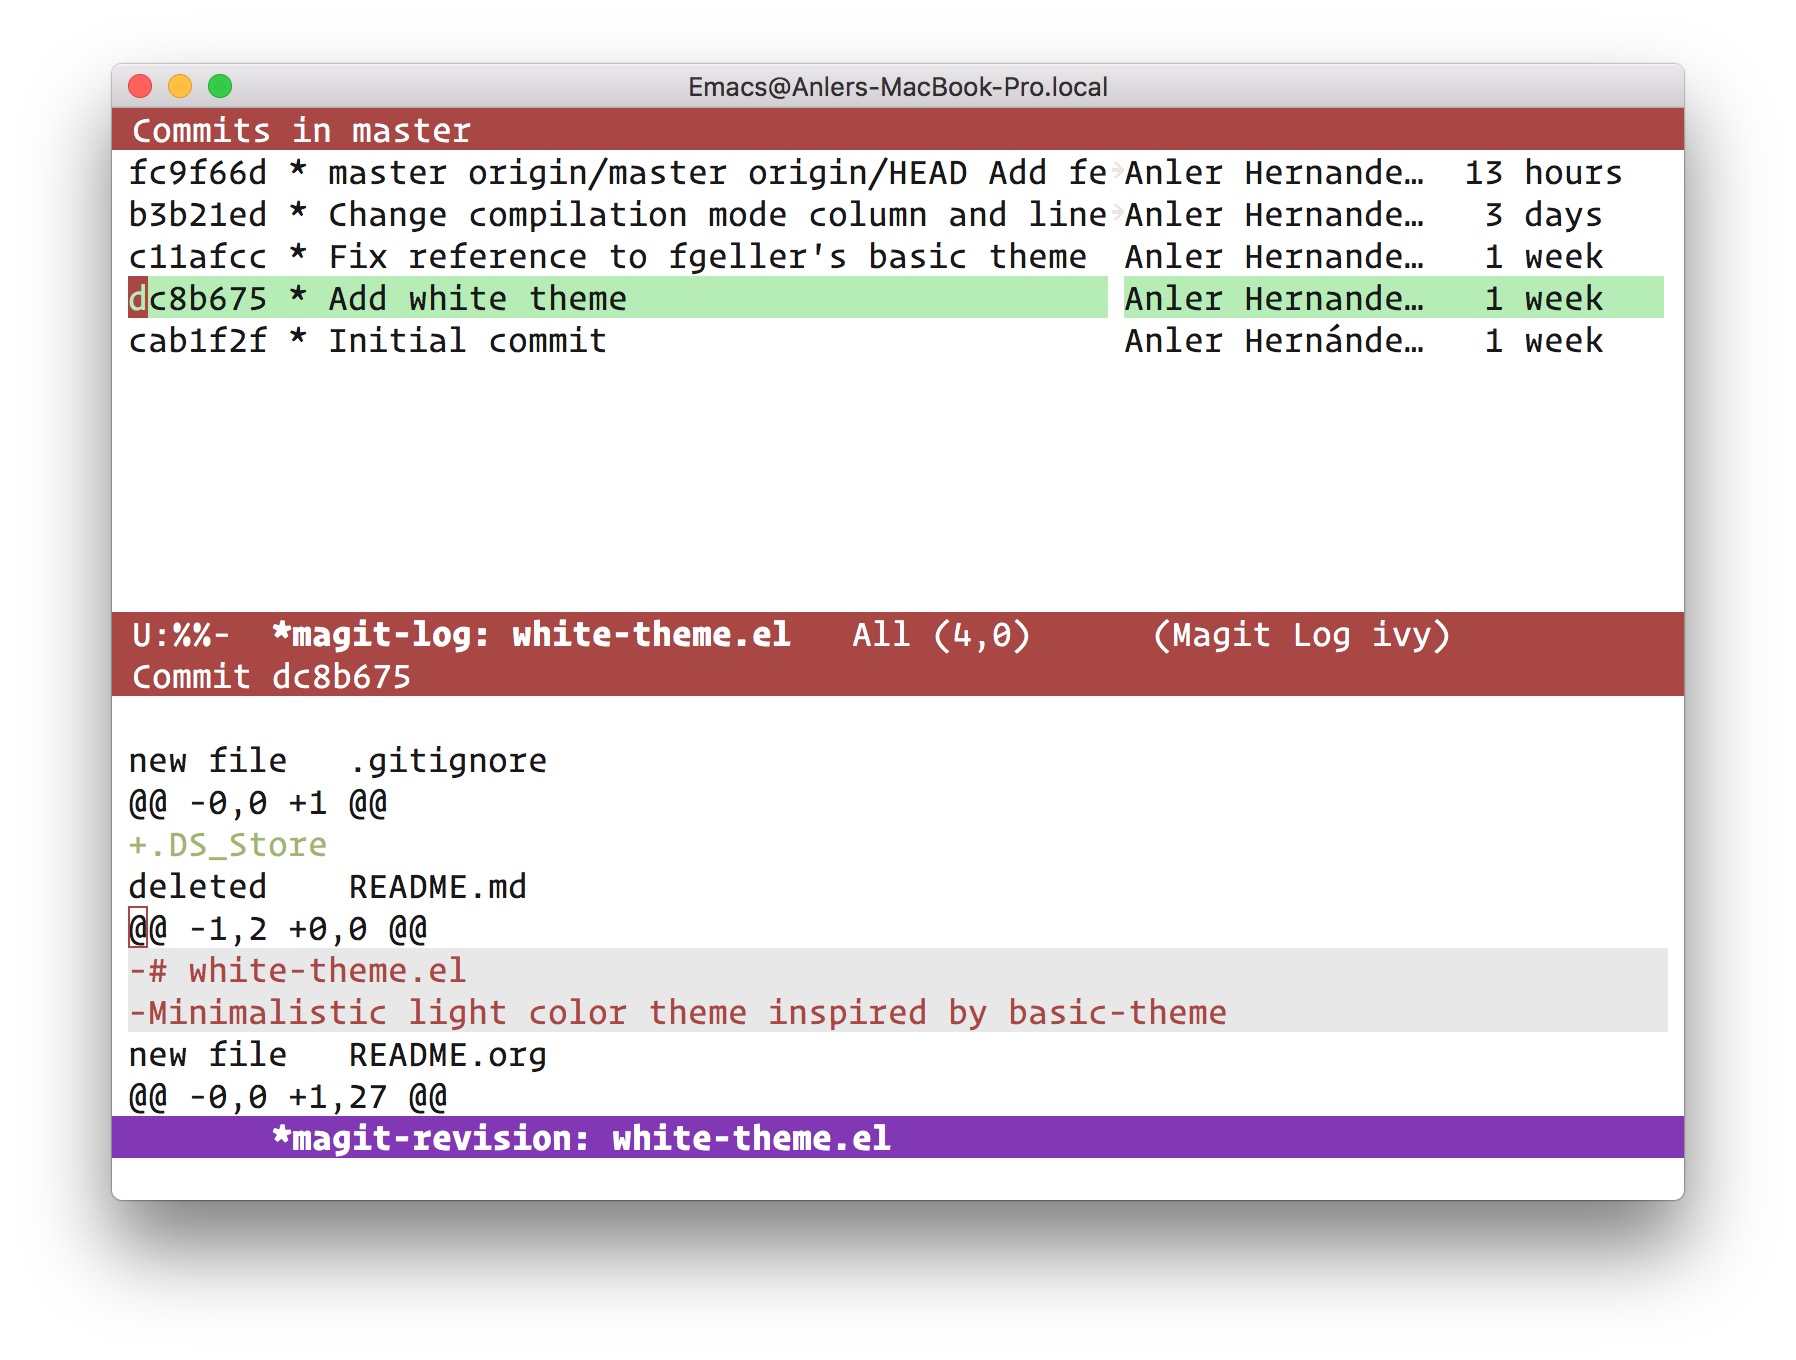 Emacs@Anlers-MacBook-Pro.local
Commits in master
fc9f66d * master origin/master origin/HEAD Add fe→Anler Hernande… 13 hours
b3b21ed * Change compilation mode column and line→Anler Hernande… 3 days
c11afcc * Fix reference to fgeller's basic theme Anler Hernande… 1 week
dc8b675 * Add white theme Anler Hernande… 1 week
cab1f2f * Initial commit Anler Hernánde… 1 week
U:%%- *magit-log: white-theme.el All (4,0) (Magit Log ivy)
Commit dc8b675
new file .gitignore
@@ -0,0 +1 @@
+.DS_Store
deleted README.md
@@ -1,2 +0,0 @@
-# white-theme.el
-Minimalistic light color theme inspired by basic-theme
new file README.org
@@ -0,0 +1,27 @@
*magit-revision: white-theme.el